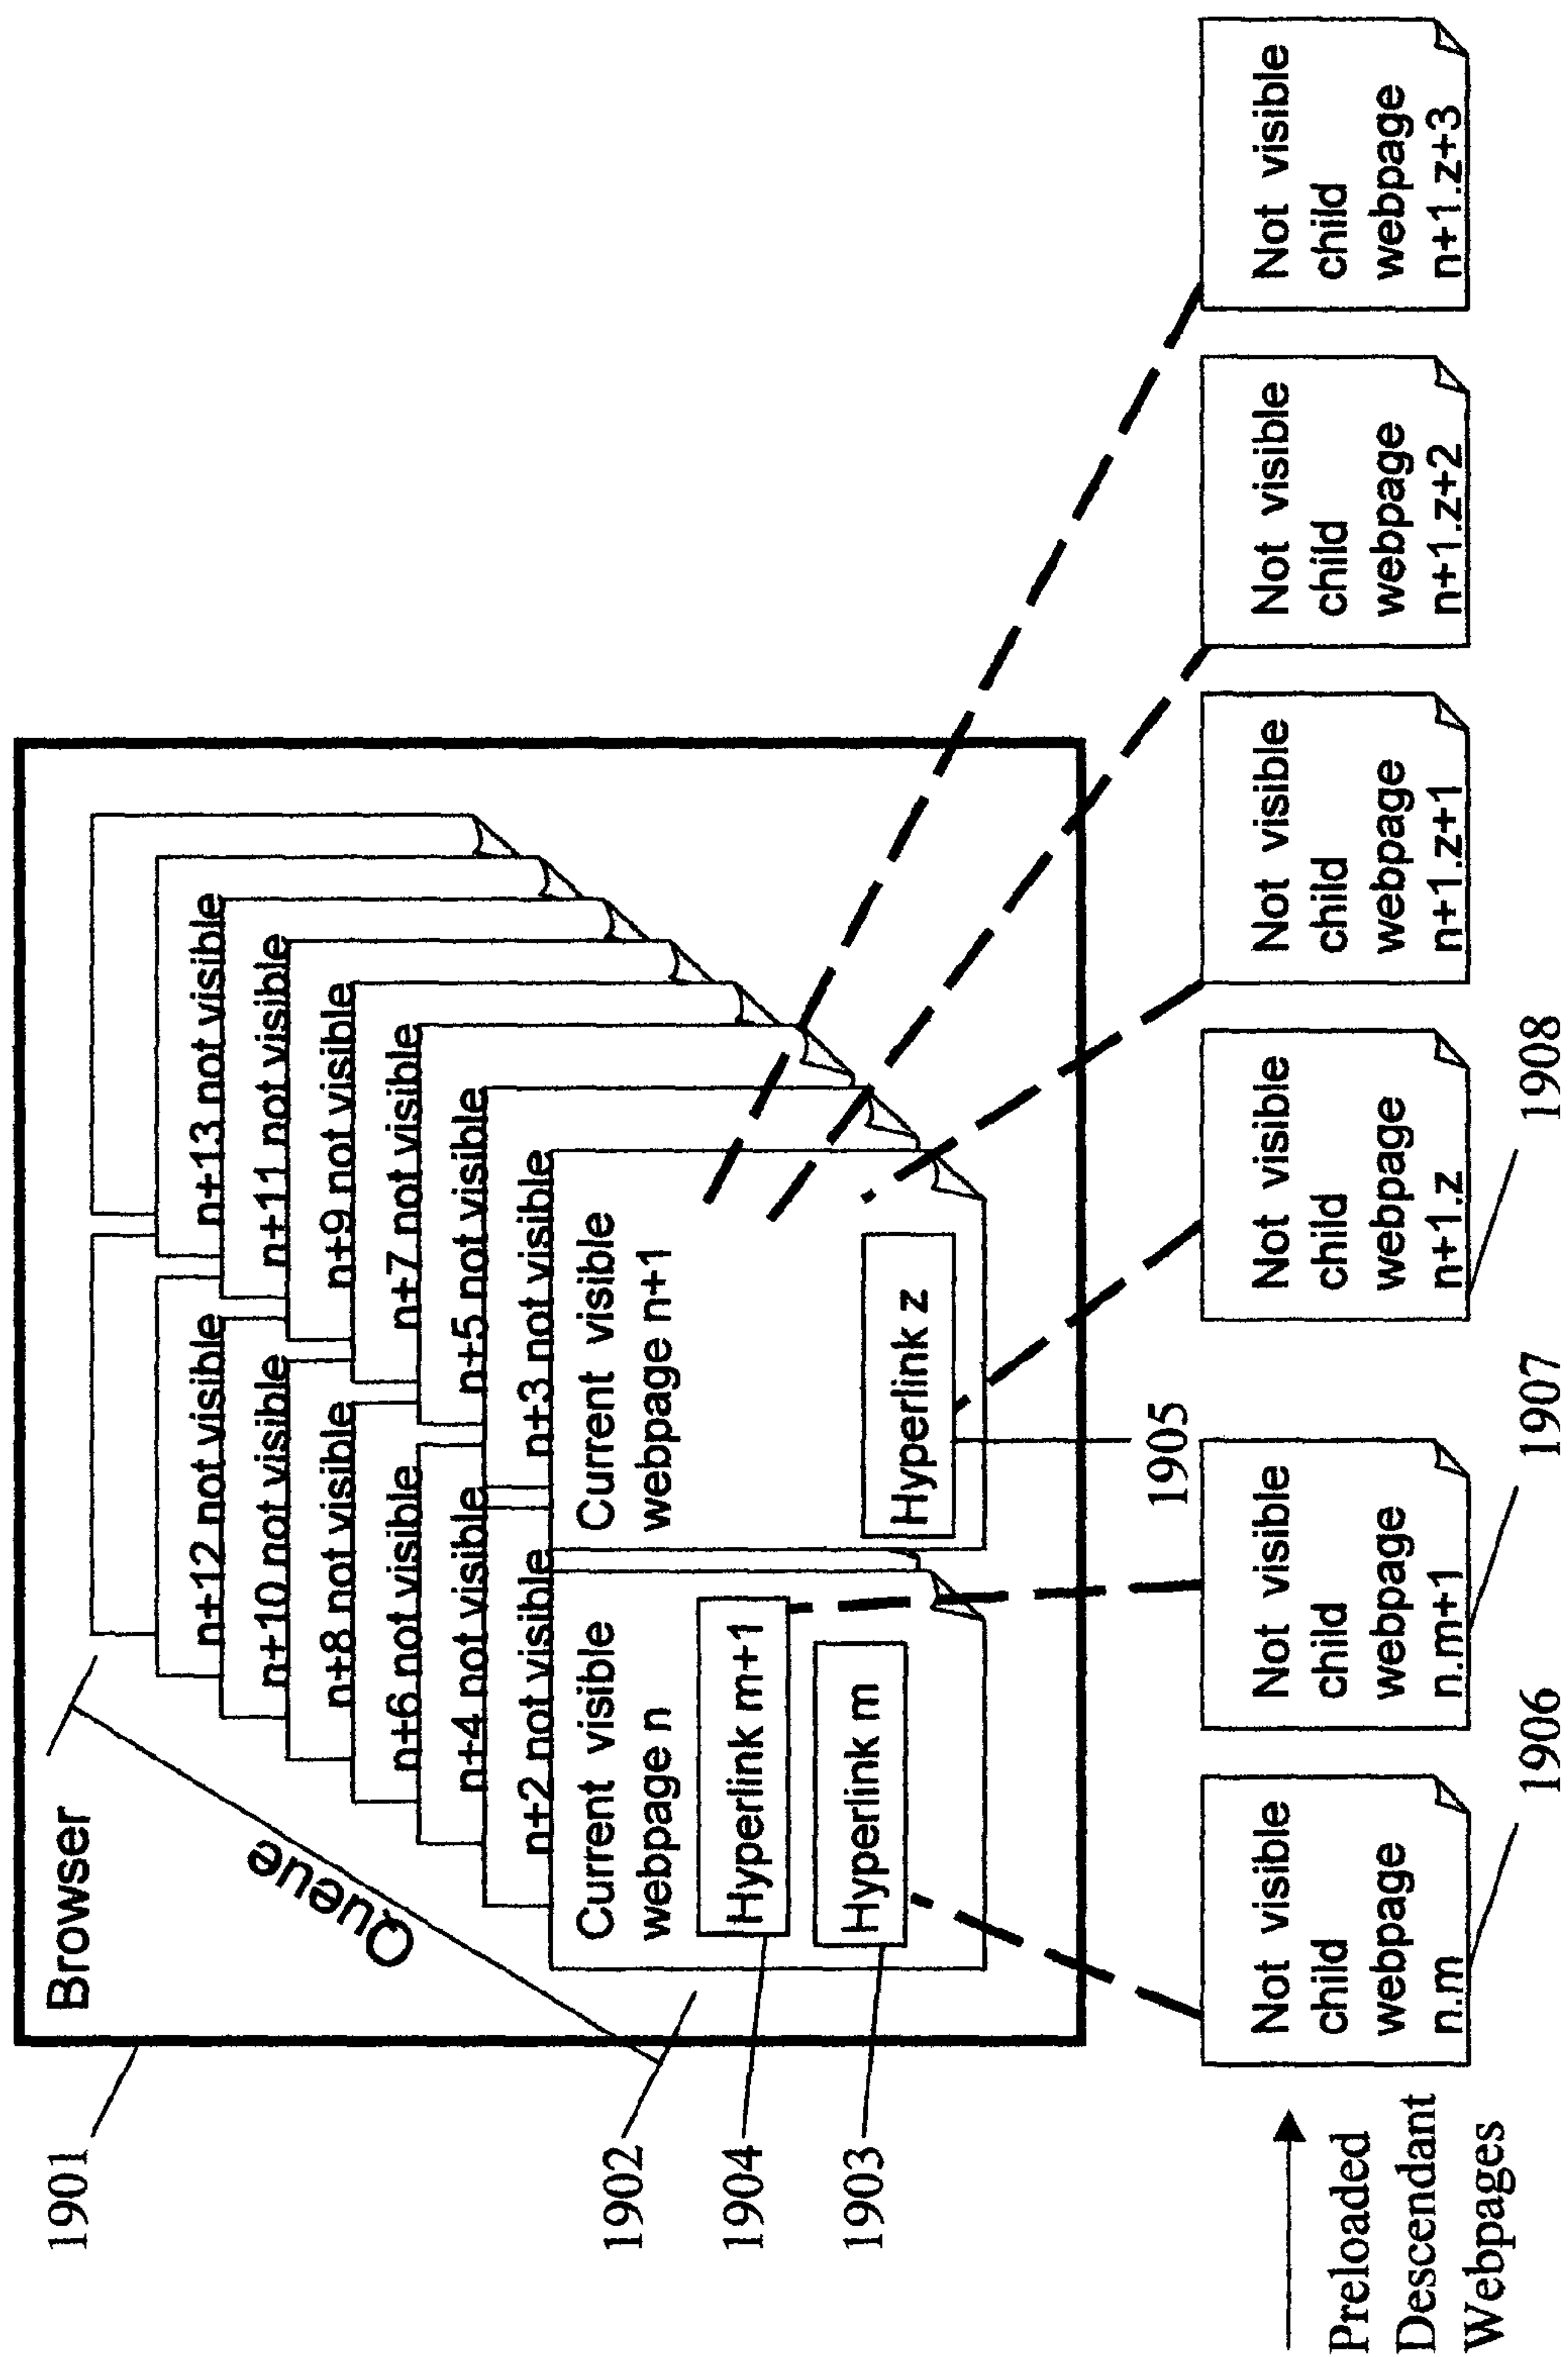 1901
Browser
Queue
n+12 not visible
n+13 not visible
n+10 not visible
n+11 not visible
n+8 not visible
n+9 not visible
n+6 not visible
n+7 not visible
n+4 not visible
n+5 not visible
n+2 not visible
n+3 not visible
1902
Current visible
webpage n
Current visible
webpage n+1
1904
Hyperlink m+1
1903
Hyperlink m
Hyperlink z
1905
Preloaded
Descendant
Webpages
Not visible
child
webpage
n.m
1906
Not visible
child
webpage
n.m+1
1907
Not visible
child
webpage
n+1.z
1908
Not visible
child
webpage
n+1.z+1
Not visible
child
webpage
n+1.z+2
Not visible
child
webpage
n+1.z+3